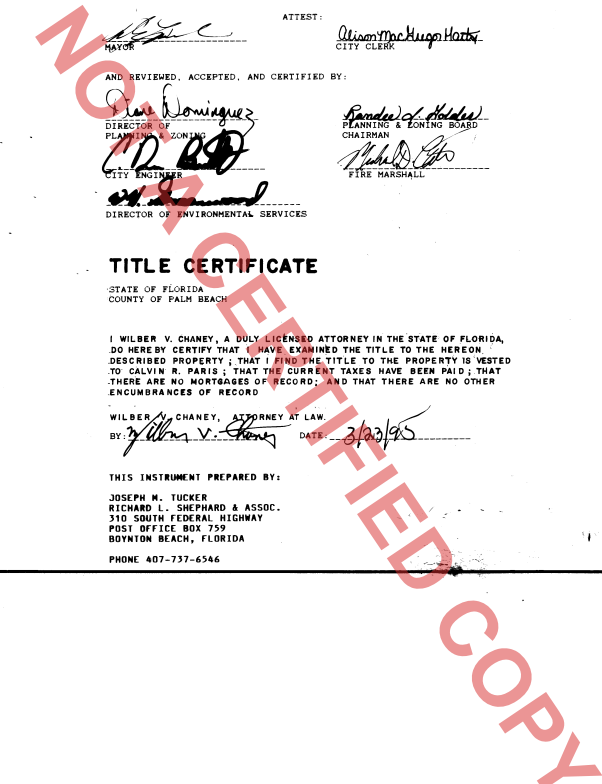 ATTEST:
Alison MacGregor Harty
MAYOR
CITY CLERK
AND REVIEWED, ACCEPTED, AND CERTIFIED BY:
Diane Dominguez
DIRECTOR OF
PLANNING & ZONING
PLANNING & ZONING BOARD
CHAIRMAN
CITY ENGINEER
FIRE MARSHALL
DIRECTOR OF ENVIRONMENTAL SERVICES
TITLE CERTIFICATE
STATE OF FLORIDA
COUNTY OF PALM BEACH
I WILBER V. CHANEY, A DULY LICENSED ATTORNEY IN THE STATE OF FLORIDA,
DO HEREBY CERTIFY THAT I HAVE EXAMINED THE TITLE TO THE HEREON
DESCRIBED PROPERTY; THAT I FIND THE TITLE TO THE PROPERTY IS VESTED
TO CALVIN R. PARIS; THAT THE CURRENT TAXES HAVE BEEN PAID; THAT
THERE ARE NO MORTGAGES OF RECORD; AND THAT THERE ARE NO OTHER
ENCUMBRANCES OF RECORD
WILBER V. CHANEY, ATTORNEY AT LAW.
BY: Wilber V. Chaney DATE: 3/23/95
THIS INSTRUMENT PREPARED BY:
JOSEPH M. TUCKER
RICHARD L. SHEPHARD & ASSOC.
310 SOUTH FEDERAL HIGHWAY
POST OFFICE BOX 759
BOYNTON BEACH, FLORIDA
PHONE 407-737-6546
NOT A CERTIFIED COPY